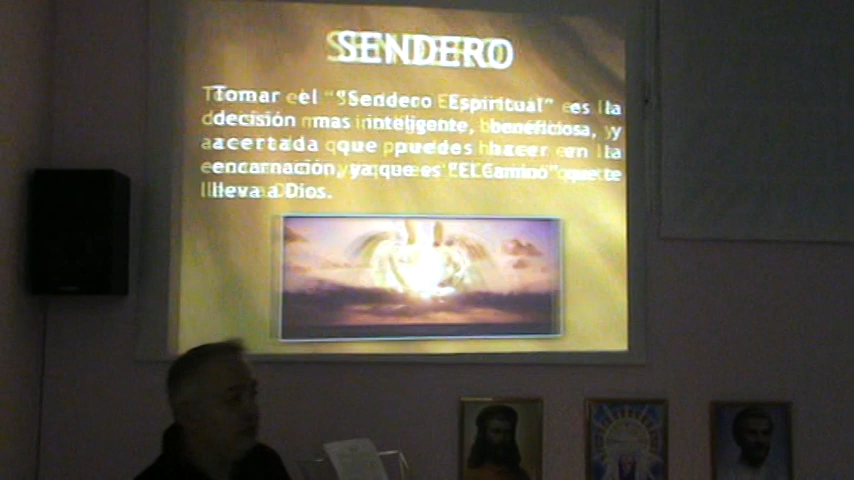 SENDERO
Tomar el "Sendero Espiritual" es la
decisión mas inteligente, beneficiosa, y
acertada que puedes hacer en la
encarnación, ya que es "El Camino" que te
lleva a Dios.